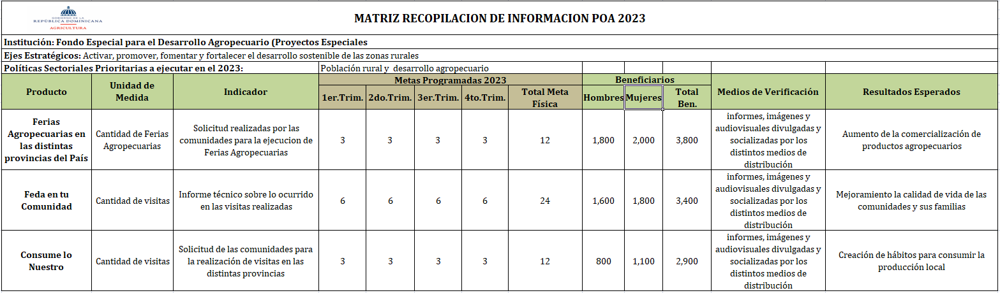 GOBIERNO DE LA
REPÚBLICA DOMINICANA
AGRICULTURA
MATRIZ RECOPILACION DE INFORMACION POA 2023
Institución: Fondo Especial para el Desarrollo Agropecuario (Proyectos Especiales
Ejes Estratégicos: Activar, promover, fomentar y fortalecer el desarrollo sostenible de las zonas rurales
Políticas Sectoriales Prioritarias a ejecutar en el 2023: Población rural y desarrollo agropecuario
Producto
Unidad de
Medida
Indicador
Metas Programadas 2023
1er.Trim. 2do.Trim. 3er.Trim. 4to.Trim.
Total Meta
Física
Beneficiarios
Hombres Mujeres
Total
Ben.
Medios de Verificación
Resultados Esperados
Ferias
Agropecuarias en
las distintas
provincias del País
Cantidad de Ferias
Agropecuarias
Solicitud realizadas por las
comunidades para la ejecucion de
Ferias Agropecuarias
3 3 3 3 12 1,800 2,000 3,800
informes, imágenes y
audiovisuales divulgadas y
socializadas por los
distintos medios de
distribución
Aumento de la comercialización de
productos agropecuarios
Feda en tu
Comunidad
Cantidad de visitas
Informe técnico sobre lo ocurrido
en las visitas realizadas
6 6 6 6 24 1,600 1,800 3,400
informes, imágenes y
audiovisuales divulgadas y
socializadas por los
distintos medios de
distribución
Mejoramiento la calidad de vida de las
comunidades y sus familias
Consume lo
Nuestro
Cantidad de visitas
Solicitud de las comunidades para
la realización de visitas en las
distintas provincias
3 3 3 3 12 800 1,100 2,900
informes, imágenes y
audiovisuales divulgadas y
socializadas por los
distintos medios de
distribución
Creación de hábitos para consumir la
producción local